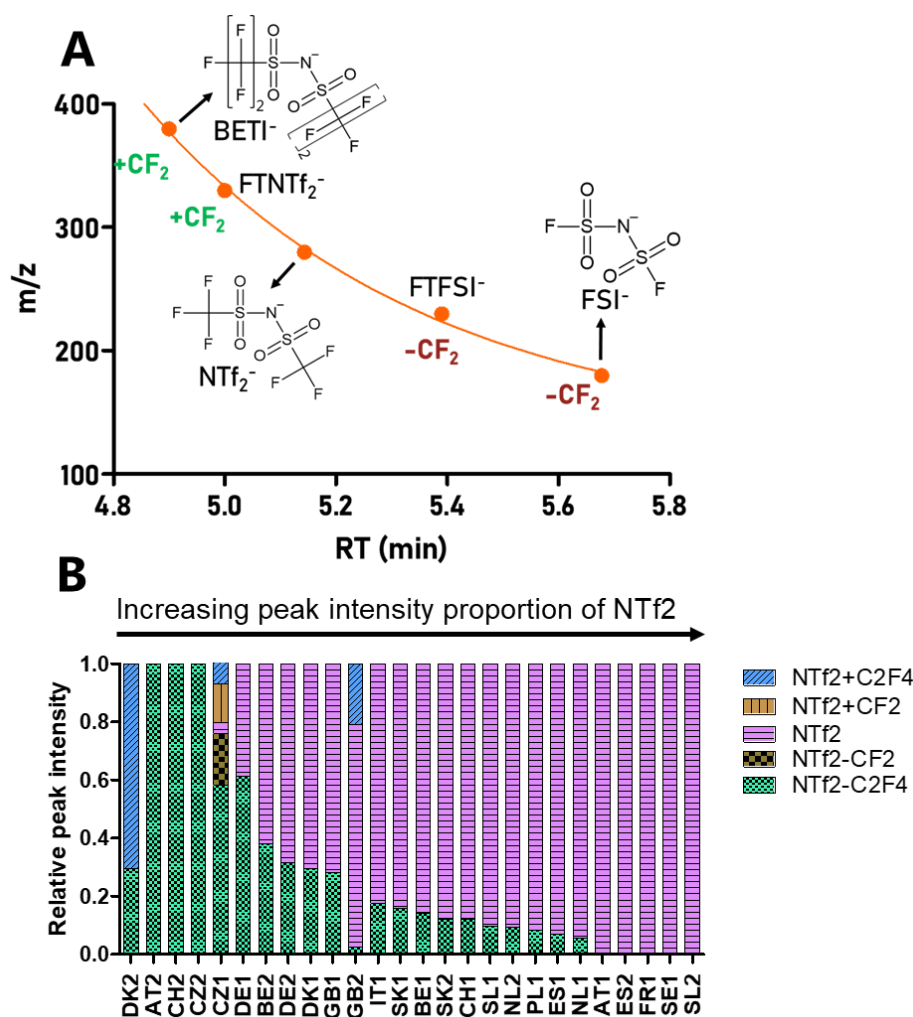 A
F F
F
2
O
S
O
N-
O
S
O
F
F
F
2
BETI-
+CF2
FTNTf2-
+CF2
F
F
F
O
S
O
N-
O
S
O
F
F
F
NTf2-
FTFSI-
-CF2
O
F
S
N-
O
O
S
O
F
FSI-
-CF2
400
300
200
100
m/z
4.8 5.0 5.2 5.4 5.6 5.8
RT (min)
B
Increasing peak intensity proportion of NTf2
1.0
0.8
0.6
0.4
0.2
0.0
Relative peak intensity
NTf2+C2F4
NTf2+CF2
NTf2
NTf2-CF2
NTf2-C2F4
DK2 AT2 CH2 CZ2 CZ1 DE1 BE2 DE2 DK1 GB1 GB2 IT1 SK1 BE1 SK2 CH1 SL1 NL2 PL1 ES1 NL1 AT1 ES2 FR1 SE1 SL2